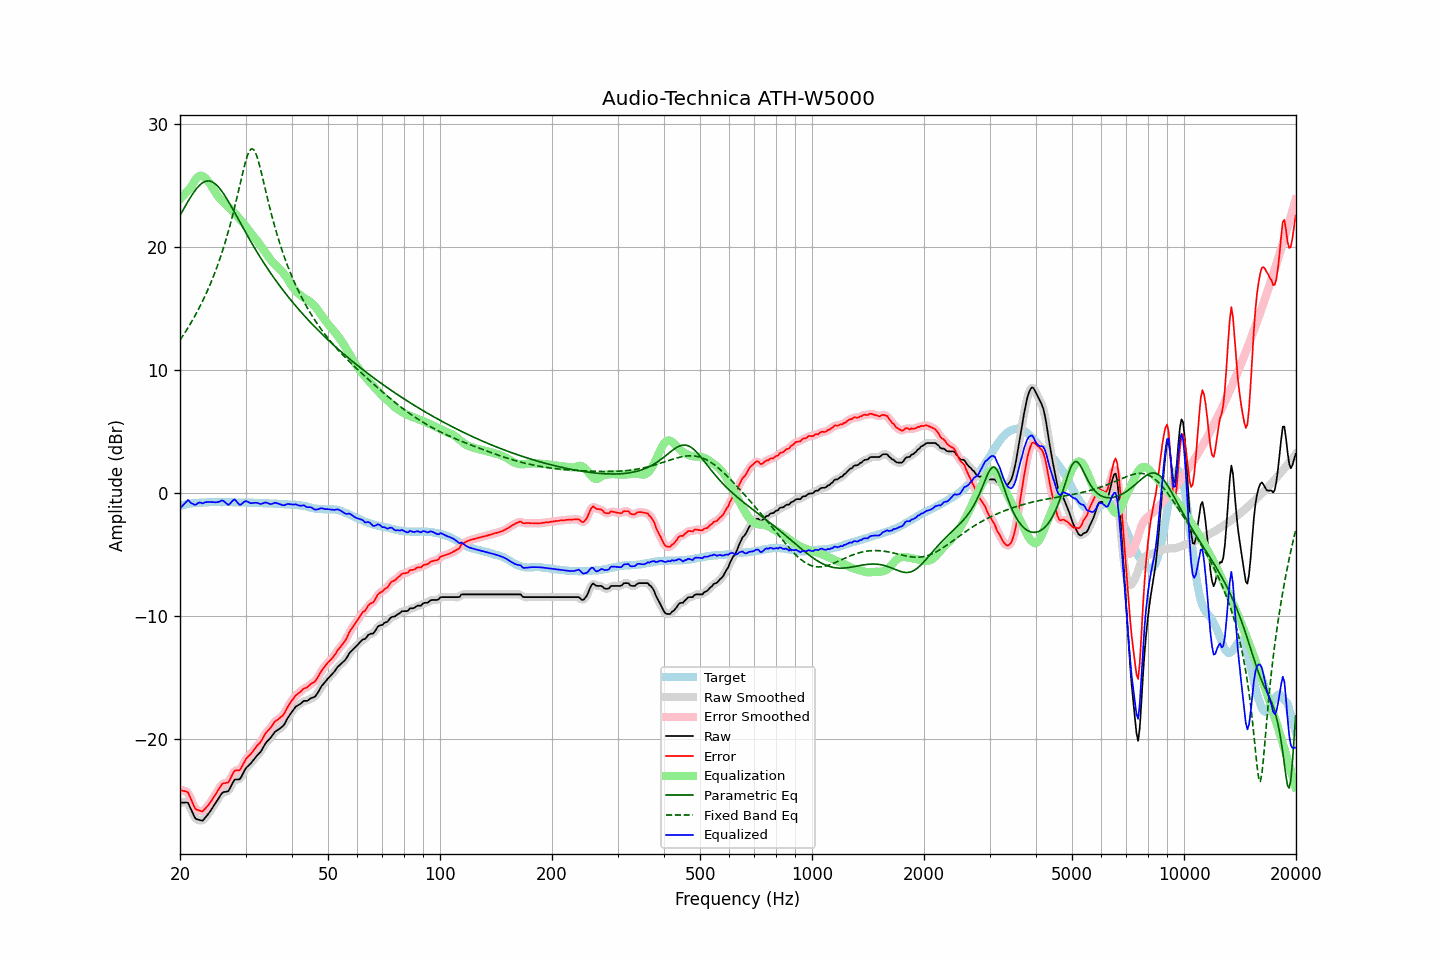 Audio-Technica ATH-W5000
Amplitude (dBr)
30
20
10
0
−10
−20
Target
Raw Smoothed
Error Smoothed
Raw
Error
Equalization
Parametric Eq
Fixed Band Eq
Equalized
20 50 100 200 500 1000 2000 5000 10000 20000
Frequency (Hz)